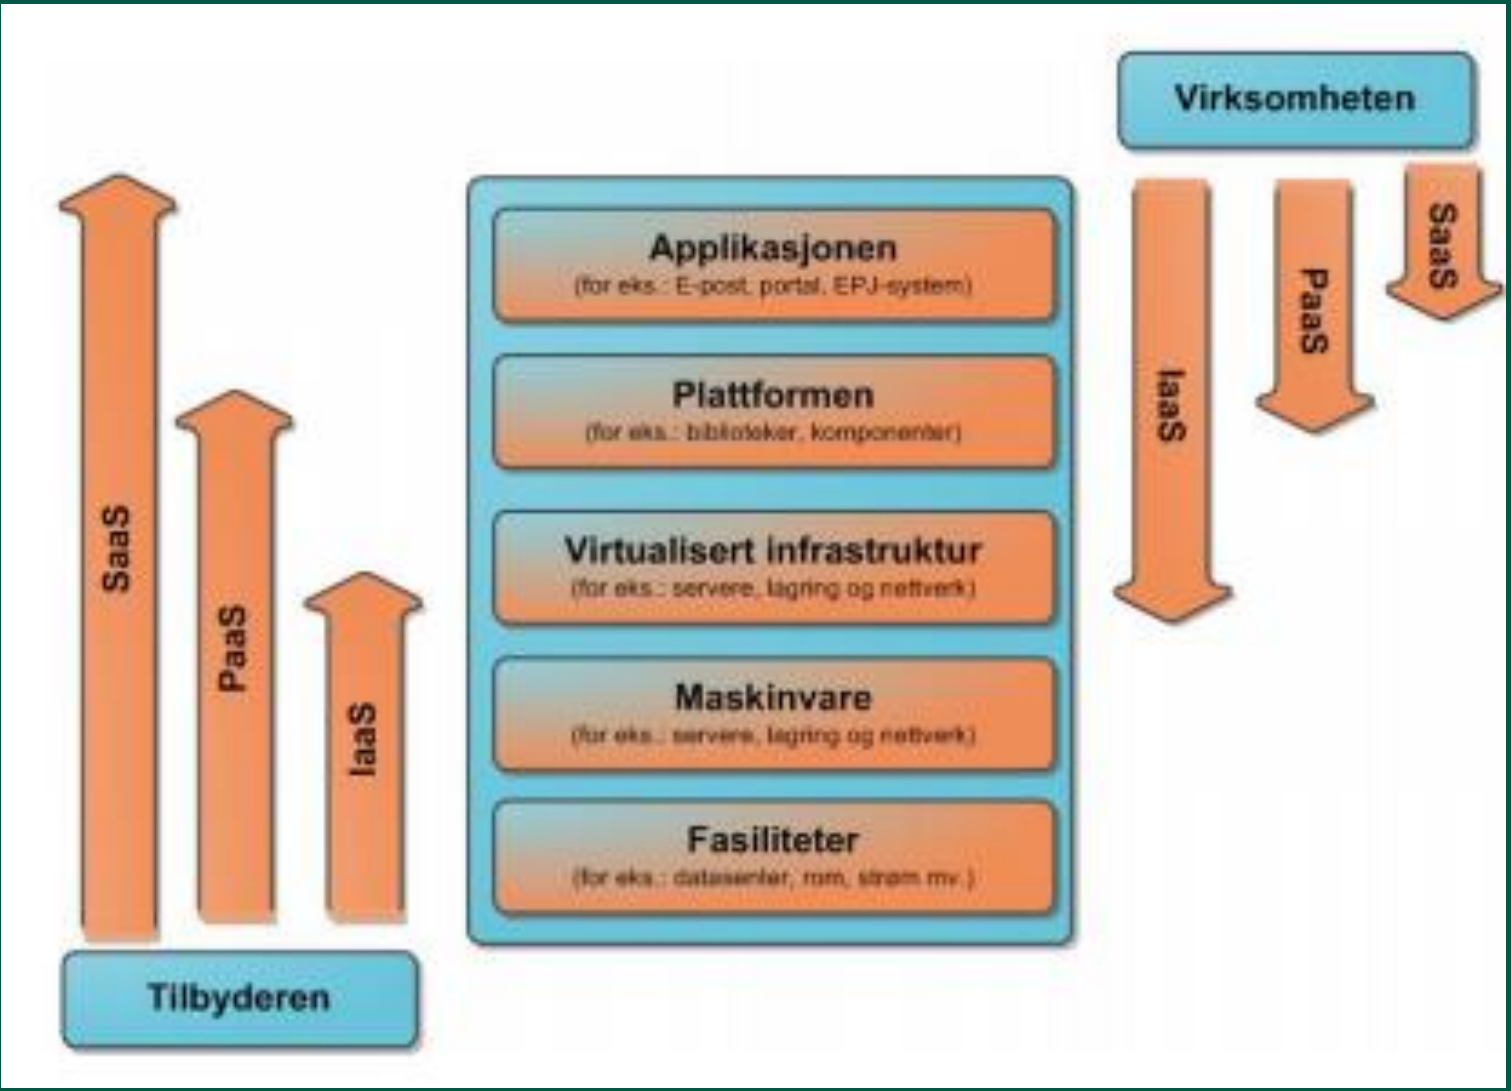 Virksomheten
SaaS
PaaS
IaaS
Applikasjonen
(for eks.: E-post, portal, EPJ-system)
Plattformen
(for eks.: biblioteker, komponenter)
Virtualisert infrastruktur
(for eks.: servere, lagring og nettverk)
Maskinvare
(for eks.: servere, lagring og nettverk)
Fasiliteter
(for eks.: datasenter, rom, strøm mv.)
SaaS
PaaS
IaaS
Tilbyderen